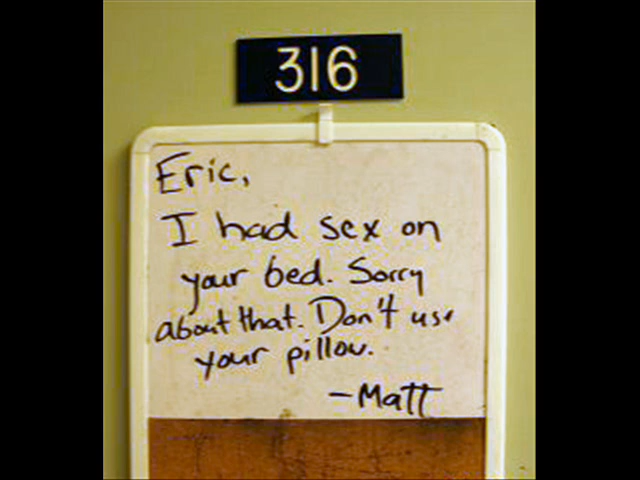 316
Eric,
I had sex on
your bed. Sorry
about that. Don't use
your pillow.
-Matt